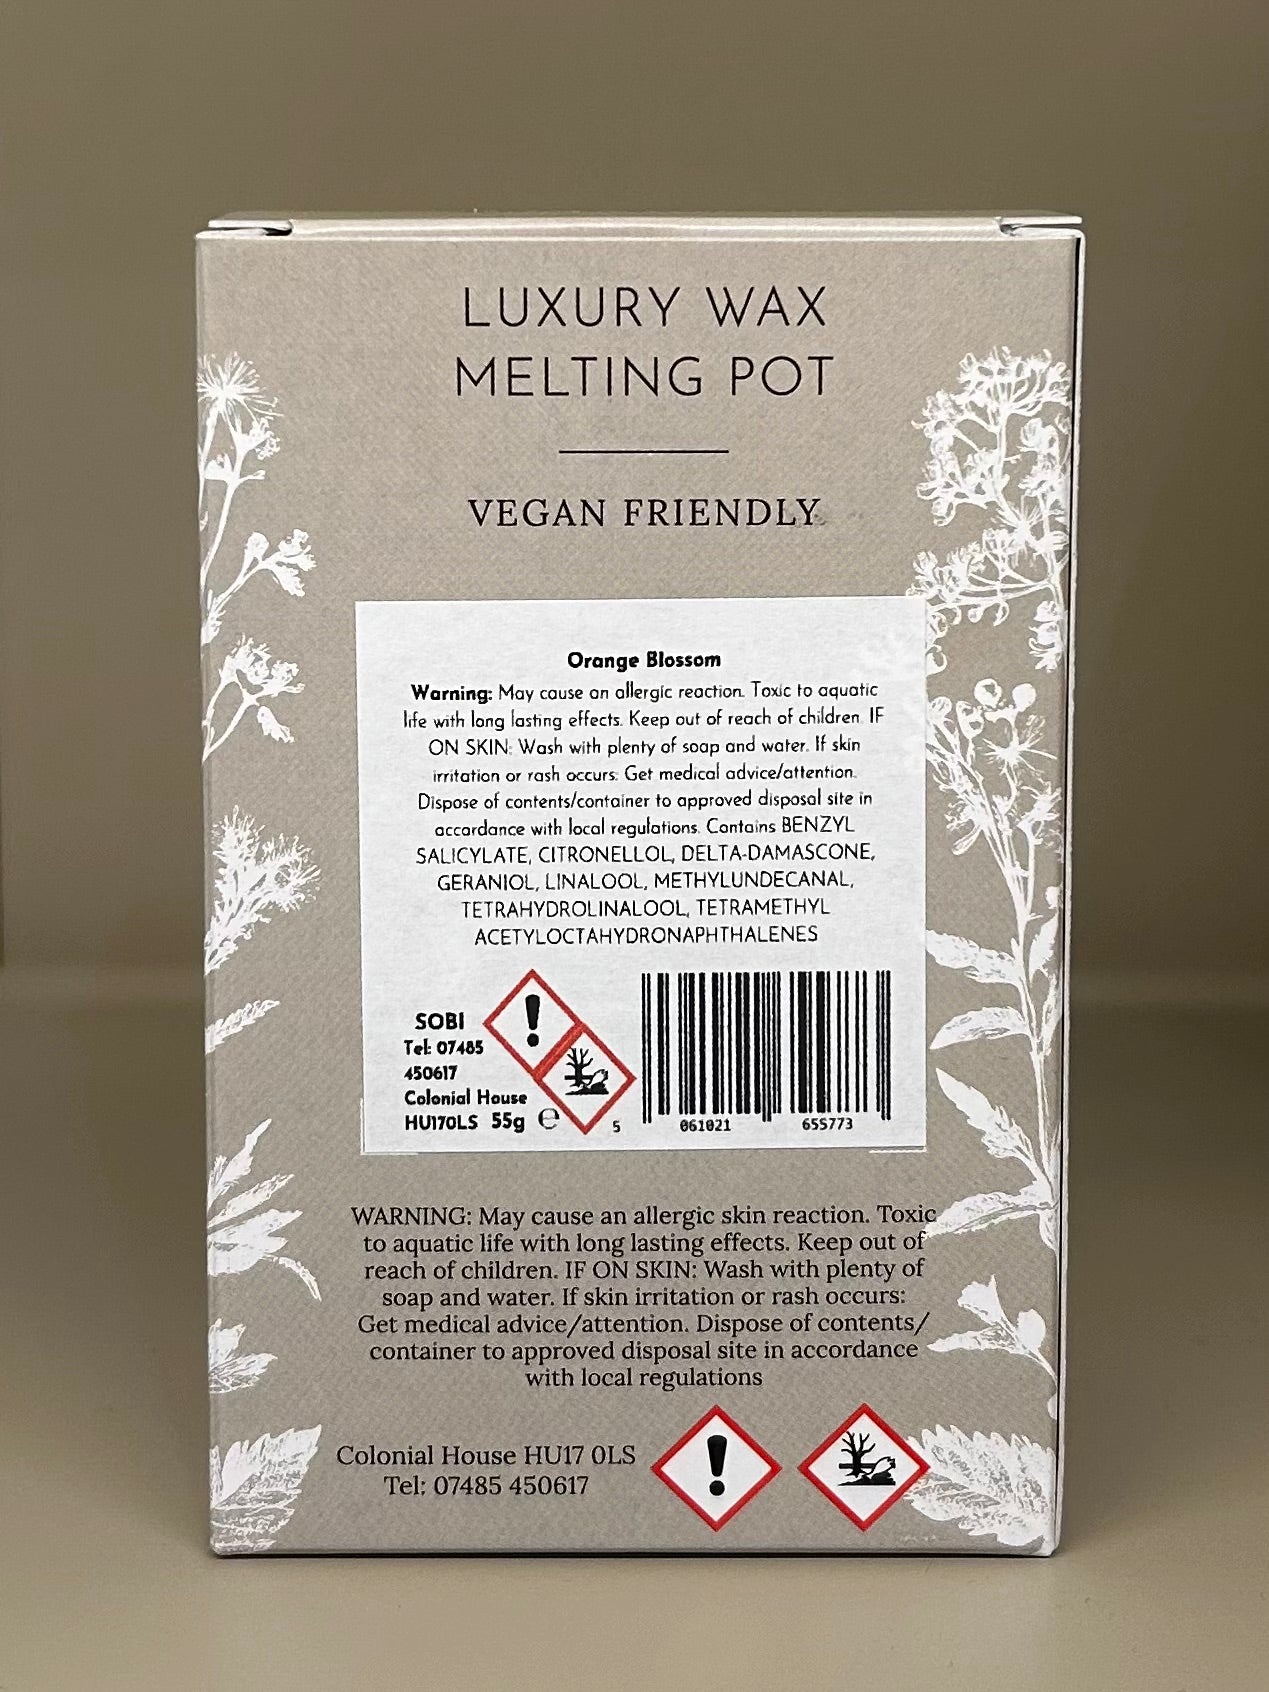 LUXURY WAX
MELTING POT
VEGAN FRIENDLY
Orange Blossom
Warning: May cause an allergic reaction. Toxic to aquatic
life with long lasting effects. Keep out of reach of children. IF
ON SKIN: Wash with plenty of soap and water. If skin
irritation or rash occurs: Get medical advice/attention.
Dispose of contents/container to approved disposal site in
accordance with local regulations. Contains BENZYL
SALICYLATE, CITRONELLOL, DELTA-DAMASCONE,
GERANIOL, LINALOOL, METHYLUNDECANAL,
TETRAHYDROLINALOOL, TETRAMETHYL
ACETYLOCTAHYDRONAPHTHALENES
SOBI
Tel: 07485
450617
Colonial House
HU170LS 55g ℮
5 061021 655773
WARNING: May cause an allergic skin reaction. Toxic
to aquatic life with long lasting effects. Keep out of
reach of children. IF ON SKIN: Wash with plenty of
soap and water. If skin irritation or rash occurs:
Get medical advice/attention. Dispose of contents/
container to approved disposal site in accordance
with local regulations
Colonial House HU17 0LS
Tel: 07485 450617